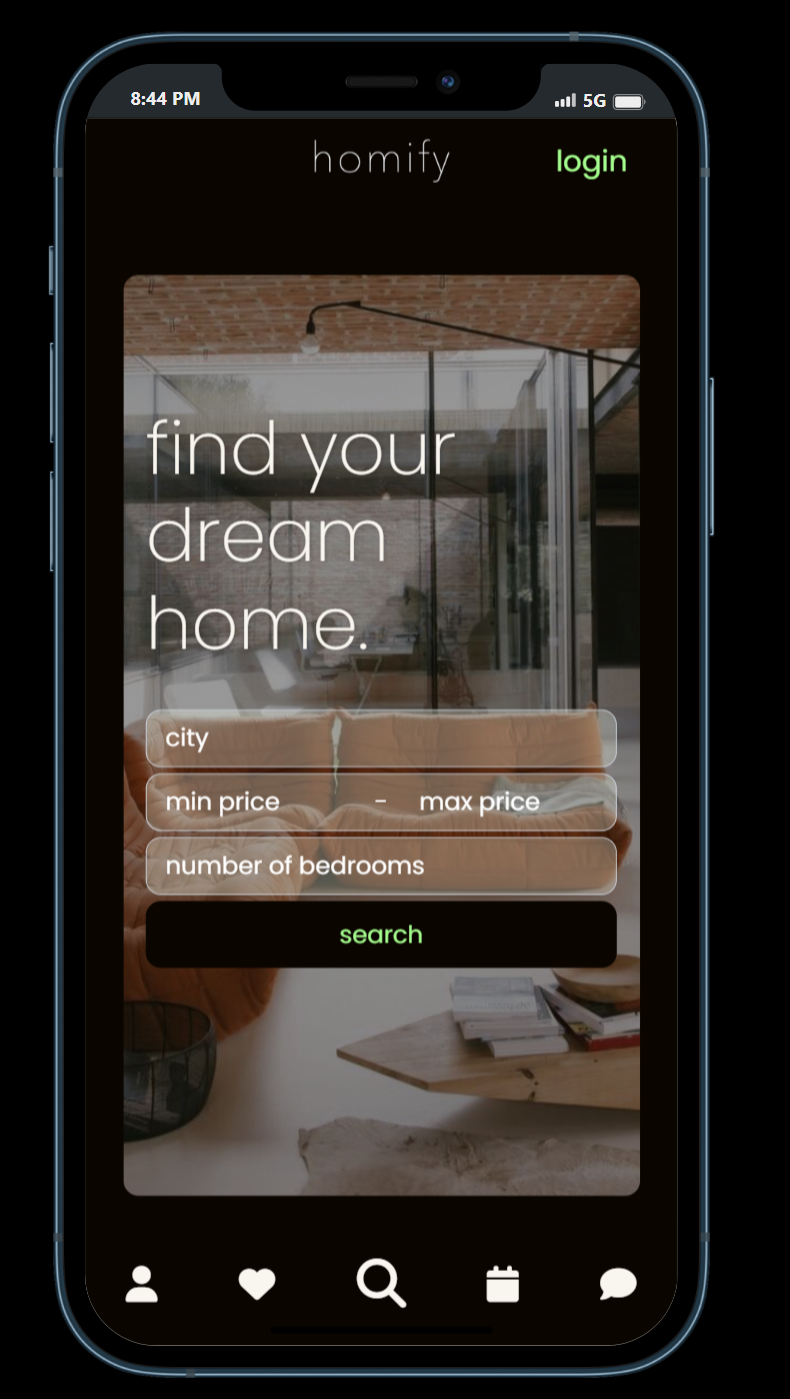 8:44 PM 5G
homify login
find your
dream
home.
city
min price - max price
number of bedrooms
search